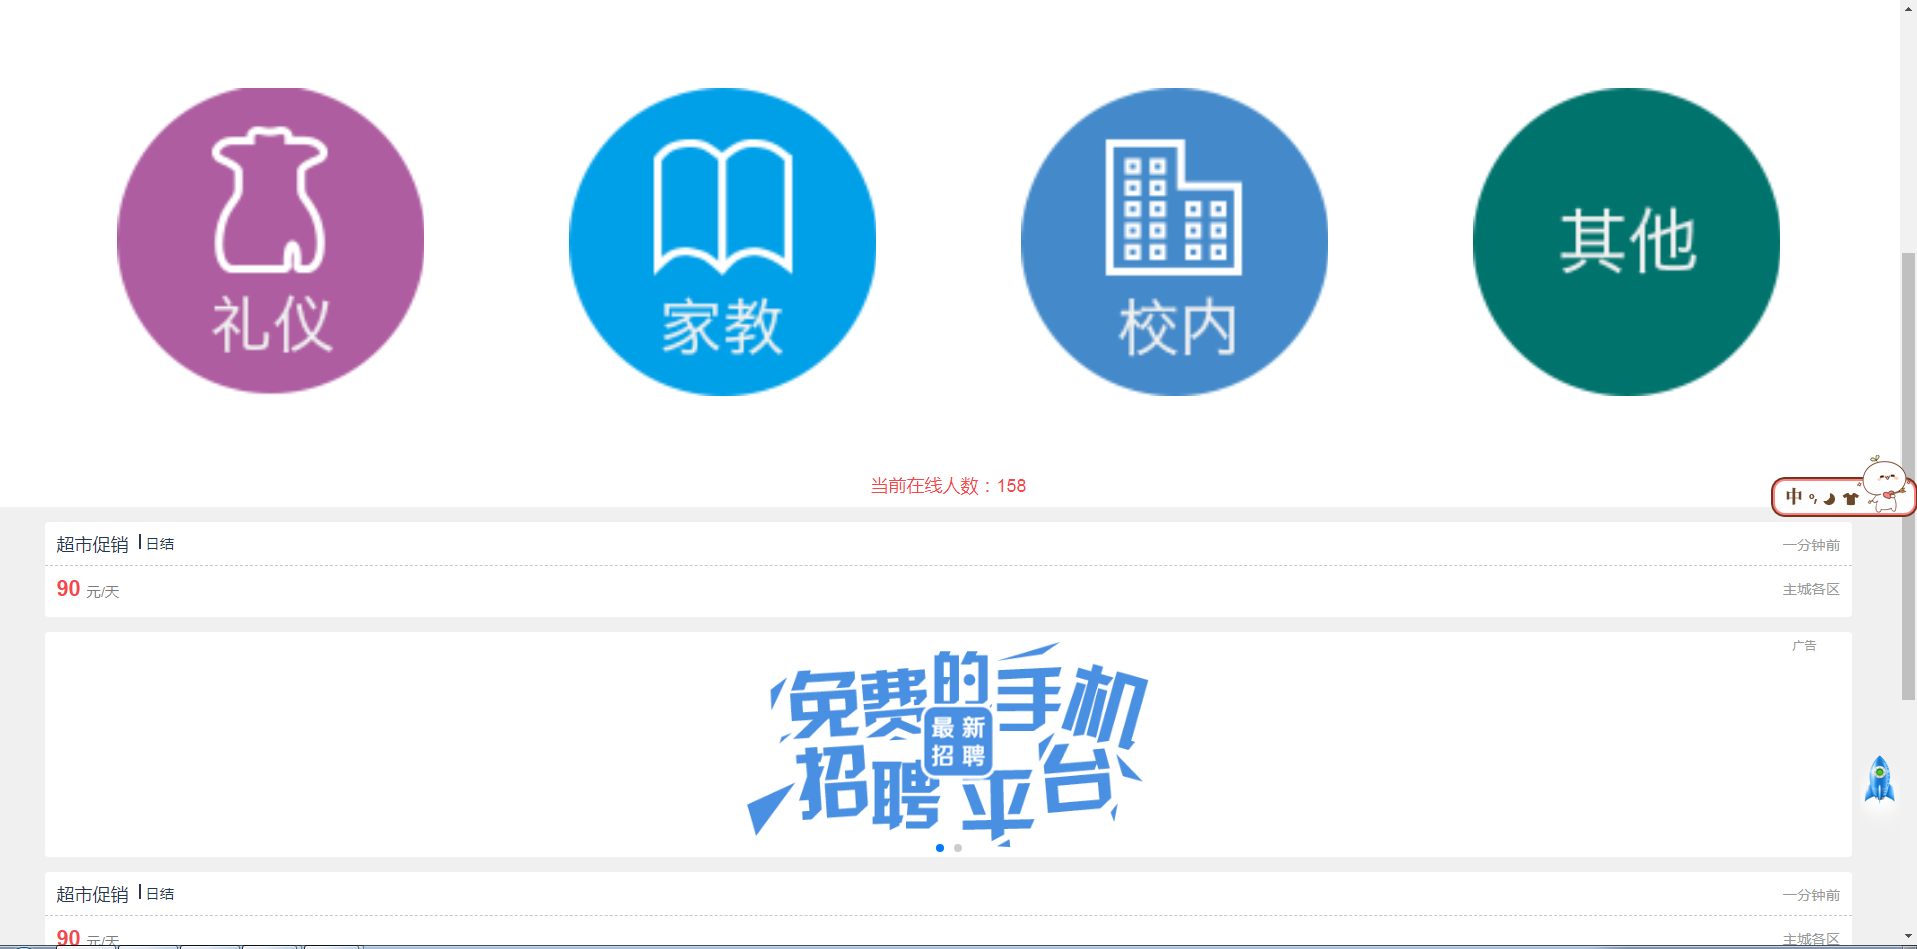 礼仪
家教
校内
其他
当前在线人数：158
中
超市促销 日结
一分钟前
90 元/天
主城各区
广告
免费的手机
最新
招聘
招聘平台
超市促销 日结
一分钟前
90 元/天
主城各区